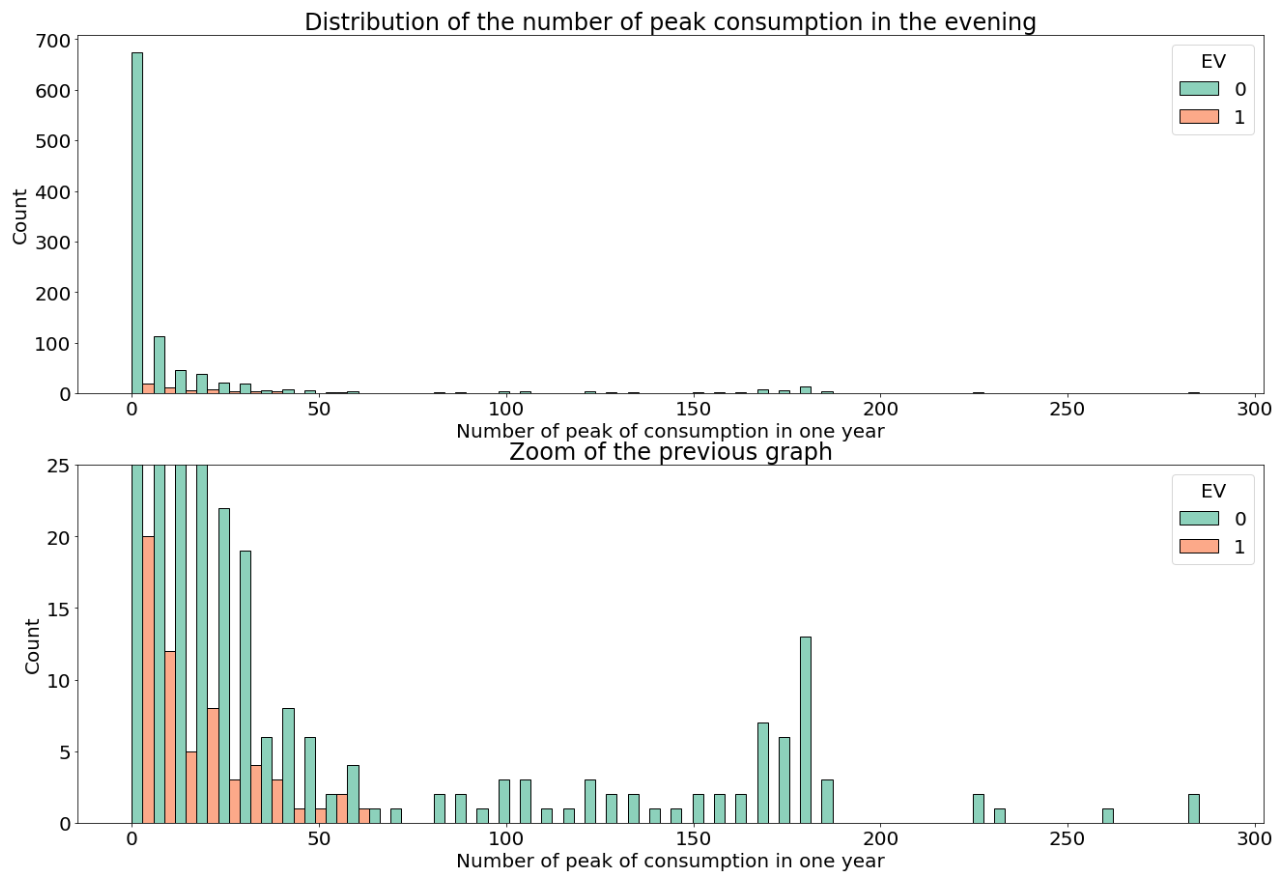 Distribution of the number of peak consumption in the evening
700
600
500
400
300
200
100
0
Count
EV
0
1
0 50 100 150 200 250 300
Number of peak of consumption in one year
Zoom of the previous graph
25
20
15
10
5
0
Count
EV
0
1
0 50 100 150 200 250 300
Number of peak of consumption in one year